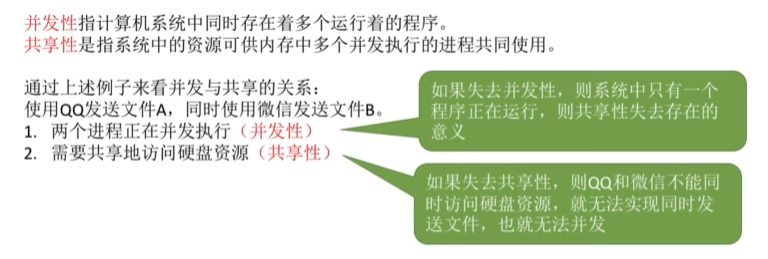 并发性指计算机系统中同时存在着多个运行着的程序。
共享性是指系统中的资源可供内存中多个并发执行的进程共同使用。
通过上述例子来看并发与共享的关系：
使用QQ发送文件A，同时使用微信发送文件B。
1. 两个进程正在并发执行（并发性）
2. 需要共享地访问硬盘资源（共享性）
如果失去并发性，则系统中只有一个
程序正在运行，则共享性失去存在的
意义
如果失去共享性，则QQ和微信不能同
时访问硬盘资源，就无法实现同时发
送文件，也就无法并发